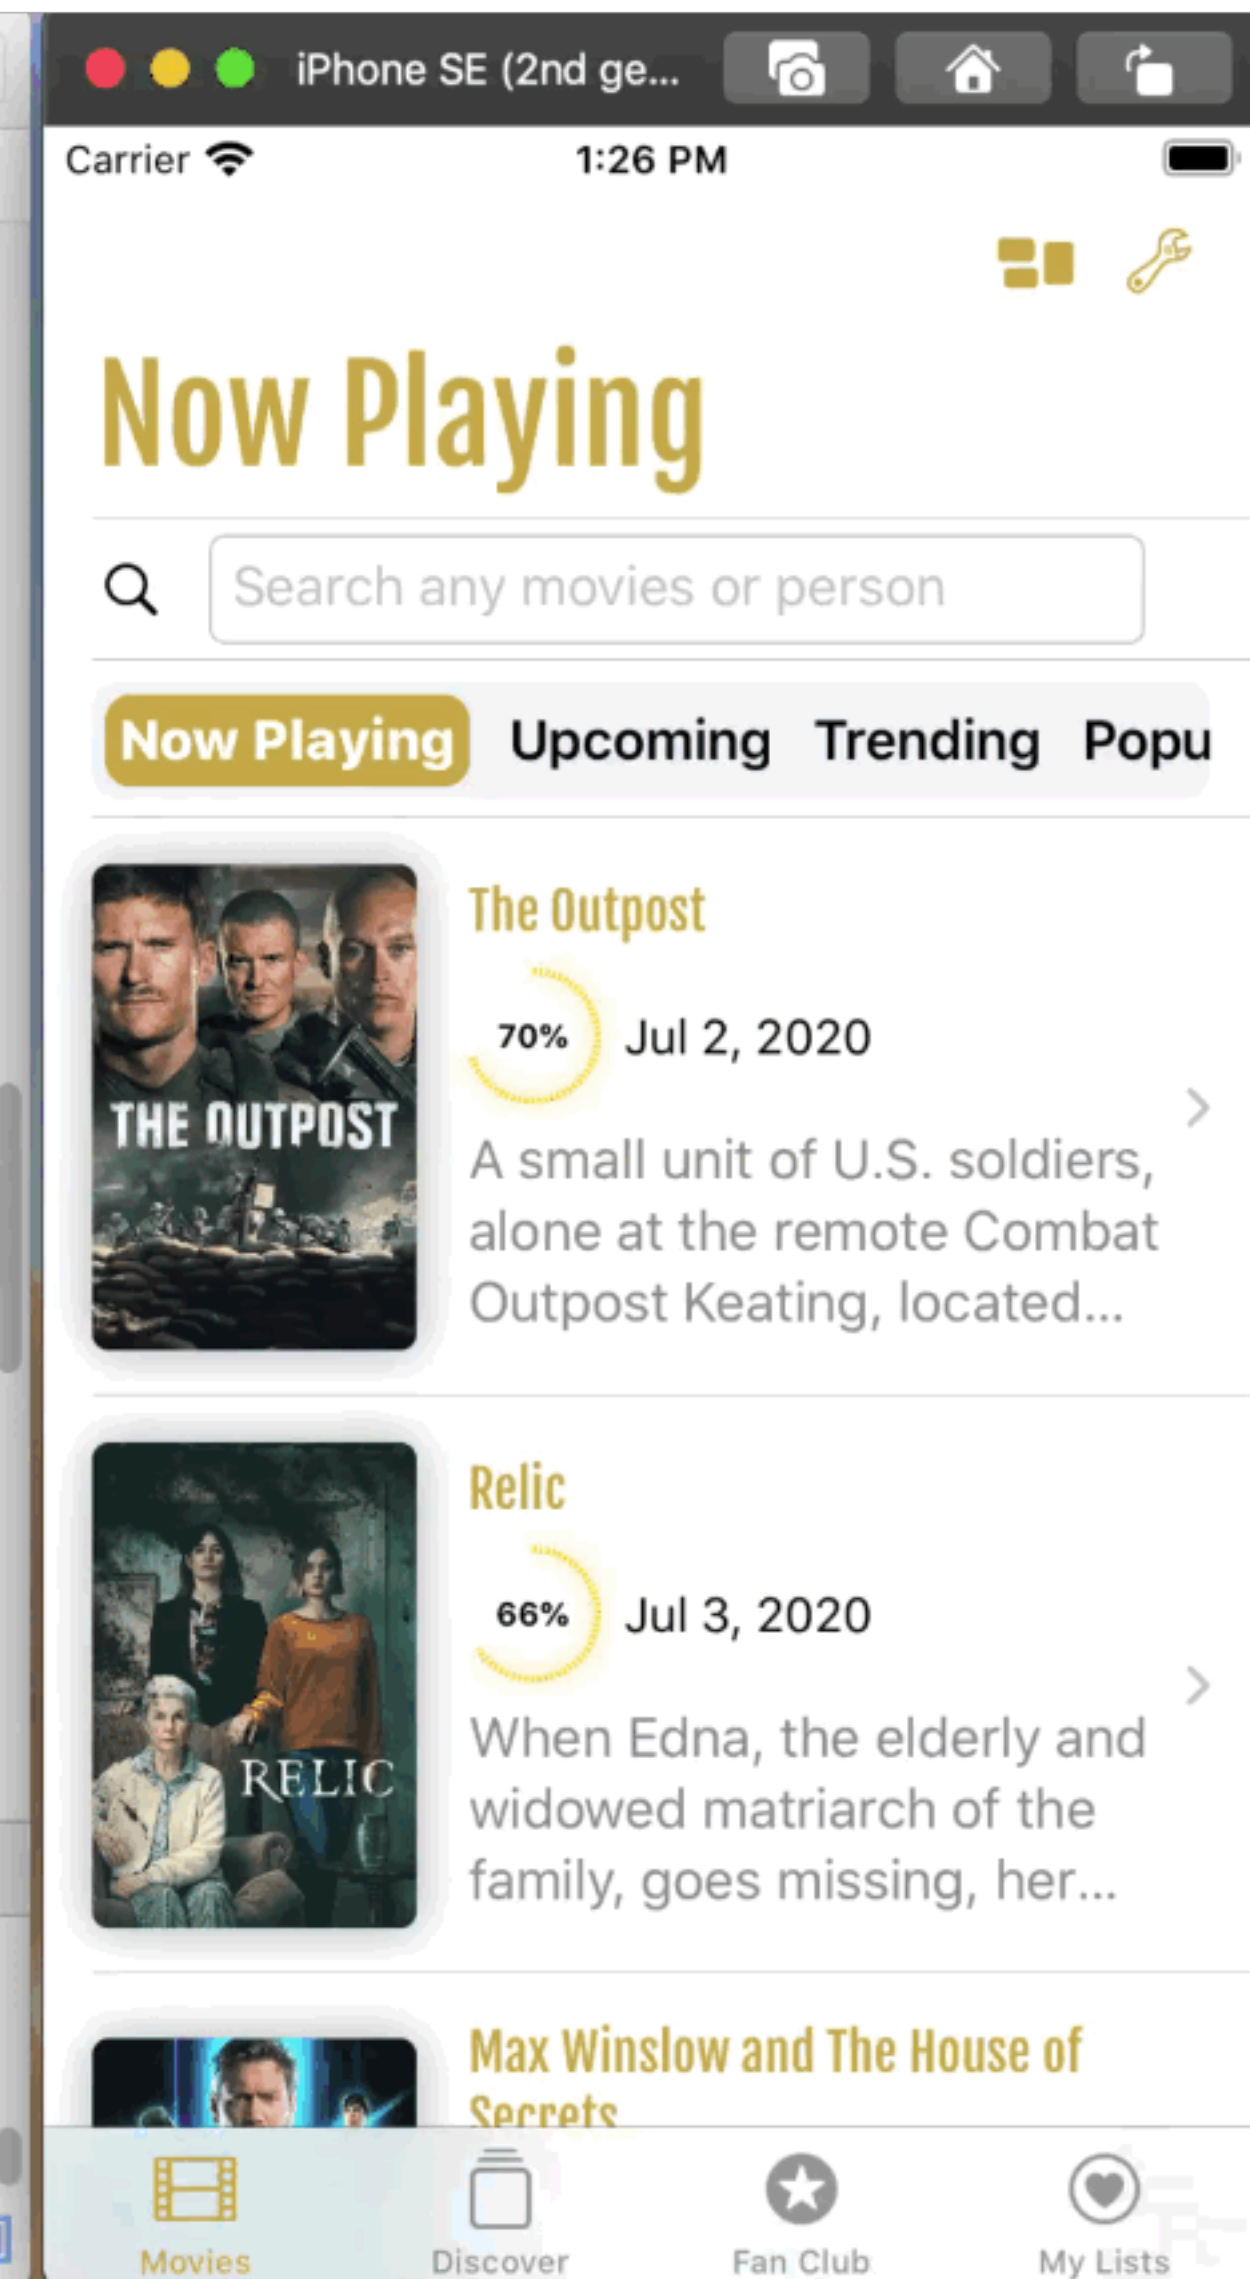 iPhone SE (2nd ge...
Carrier 1:26 PM
Now Playing
Search any movies or person
Now Playing Upcoming Trending Popu
The Outpost
70% Jul 2, 2020
A small unit of U.S. soldiers,
alone at the remote Combat
Outpost Keating, located...
THE OUTPOST
Relic
66% Jul 3, 2020
When Edna, the elderly and
widowed matriarch of the
family, goes missing, her...
RELIC
Max Winslow and The House of
Secrets
Movies Discover Fan Club My Lists